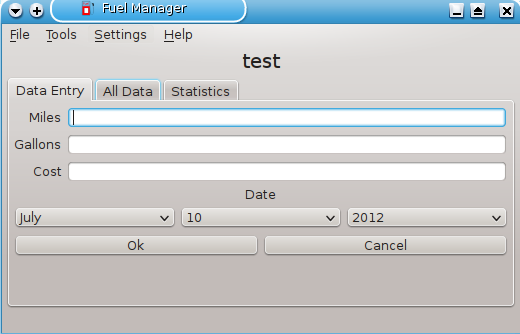 Fuel Manager
File Tools Settings Help
test
Data Entry All Data Statistics
Miles
Gallons
Cost
Date
July 10 2012
Ok Cancel